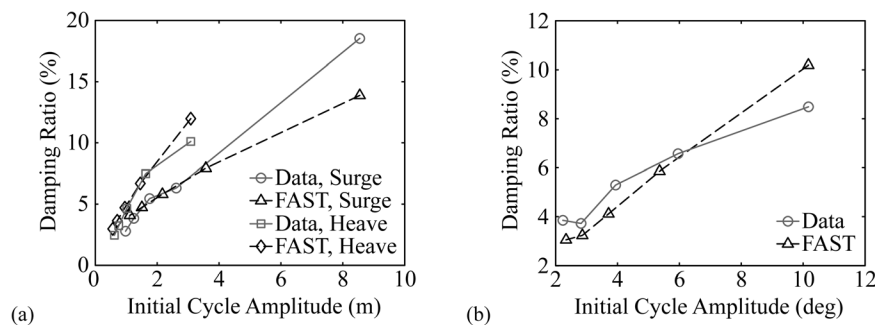 20
15
10
5
0
0 2 4 6 8 10
Damping Ratio (%)
Initial Cycle Amplitude (m)
Data, Surge
FAST, Surge
Data, Heave
FAST, Heave
(a)
10
8
6
4
2
2 4 6 8 10 12
Damping Ratio (%)
Initial Cycle Amplitude (deg)
Data
FAST
(b)